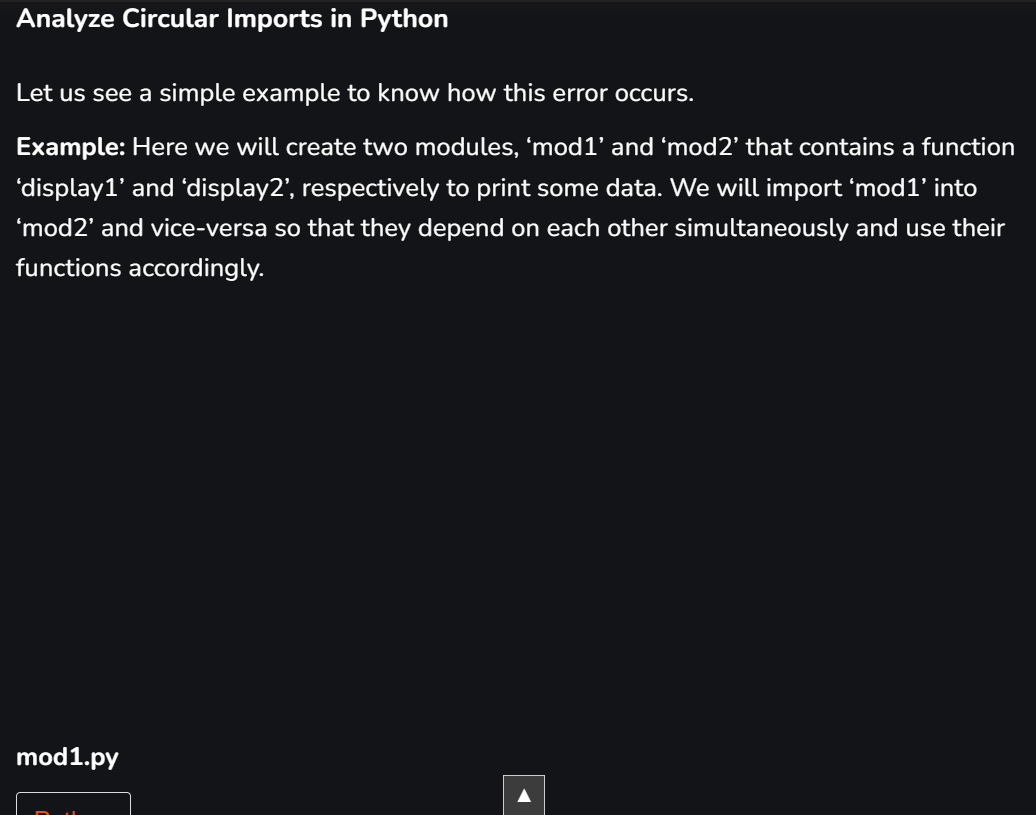 Analyze Circular Imports in Python
Let us see a simple example to know how this error occurs.
Example: Here we will create two modules, ‘mod1’ and ‘mod2’ that contains a function
‘display1’ and ‘display2’, respectively to print some data. We will import ‘mod1’ into
‘mod2’ and vice-versa so that they depend on each other simultaneously and use their
functions accordingly.
mod1.py